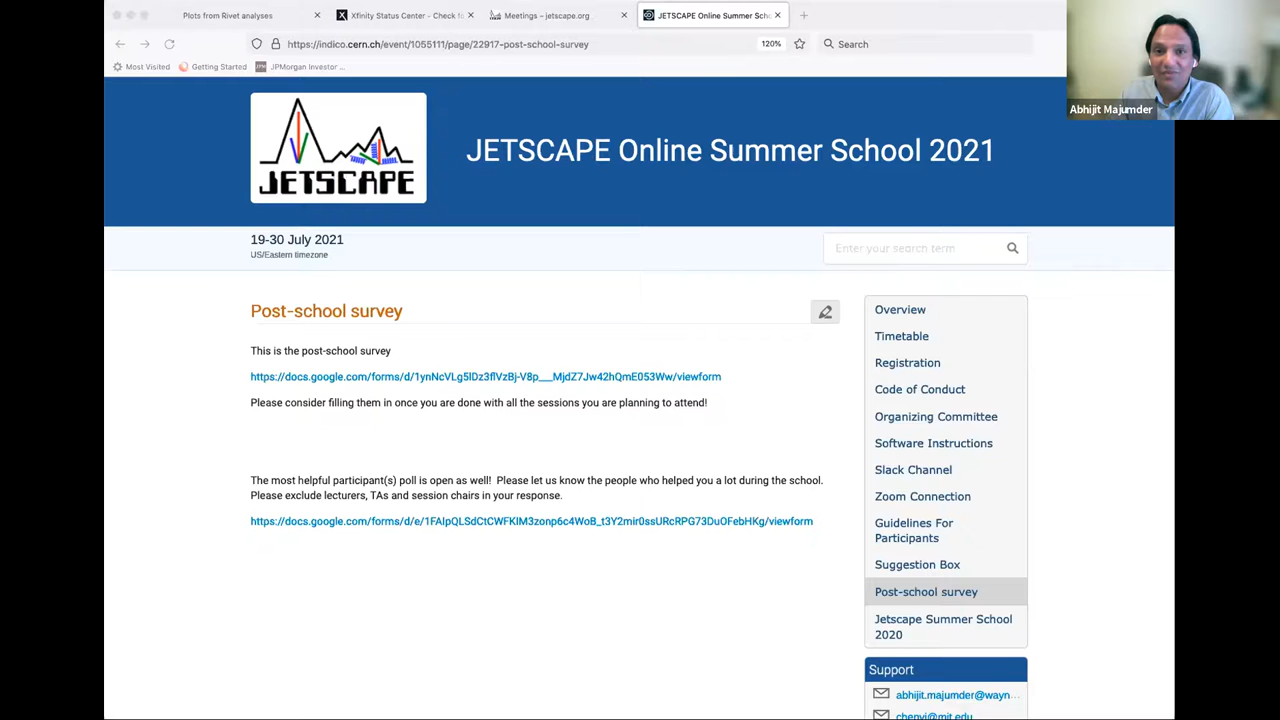 Plots from Rivet analyses
Xfinity Status Center - Check fo
Meetings – jetscape.org
JETSCAPE Online Summer Scho
https://indico.cern.ch/event/1055111/page/22917-post-school-survey
120%
Search
Most Visited
Getting Started
JPM
JPMorgan Investor ...
Abhijit Majumder
JETSCAPE
JETSCAPE Online Summer School 2021
19-30 July 2021
US/Eastern timezone
Enter your search term
Post-school survey
This is the post-school survey
https://docs.google.com/forms/d/1ynNcVLg5lDz3flVzBj-V8p___MjdZ7Jw42hQmE053Ww/viewform
Please consider filling them in once you are done with all the sessions you are planning to attend!
The most helpful participant(s) poll is open as well! Please let us know the people who helped you a lot during the school.
Please exclude lecturers, TAs and session chairs in your response.
https://docs.google.com/forms/d/e/1FAIpQLSdCtCWFKlM3zonp6c4WoB_t3Y2mir0ssURcRPG73DuOFebHKg/viewform
Overview
Timetable
Registration
Code of Conduct
Organizing Committee
Software Instructions
Slack Channel
Zoom Connection
Guidelines For
Participants
Suggestion Box
Post-school survey
Jetscape Summer School
2020
Support
abhijit.majumder@wayn...
chenyi@mit.edu